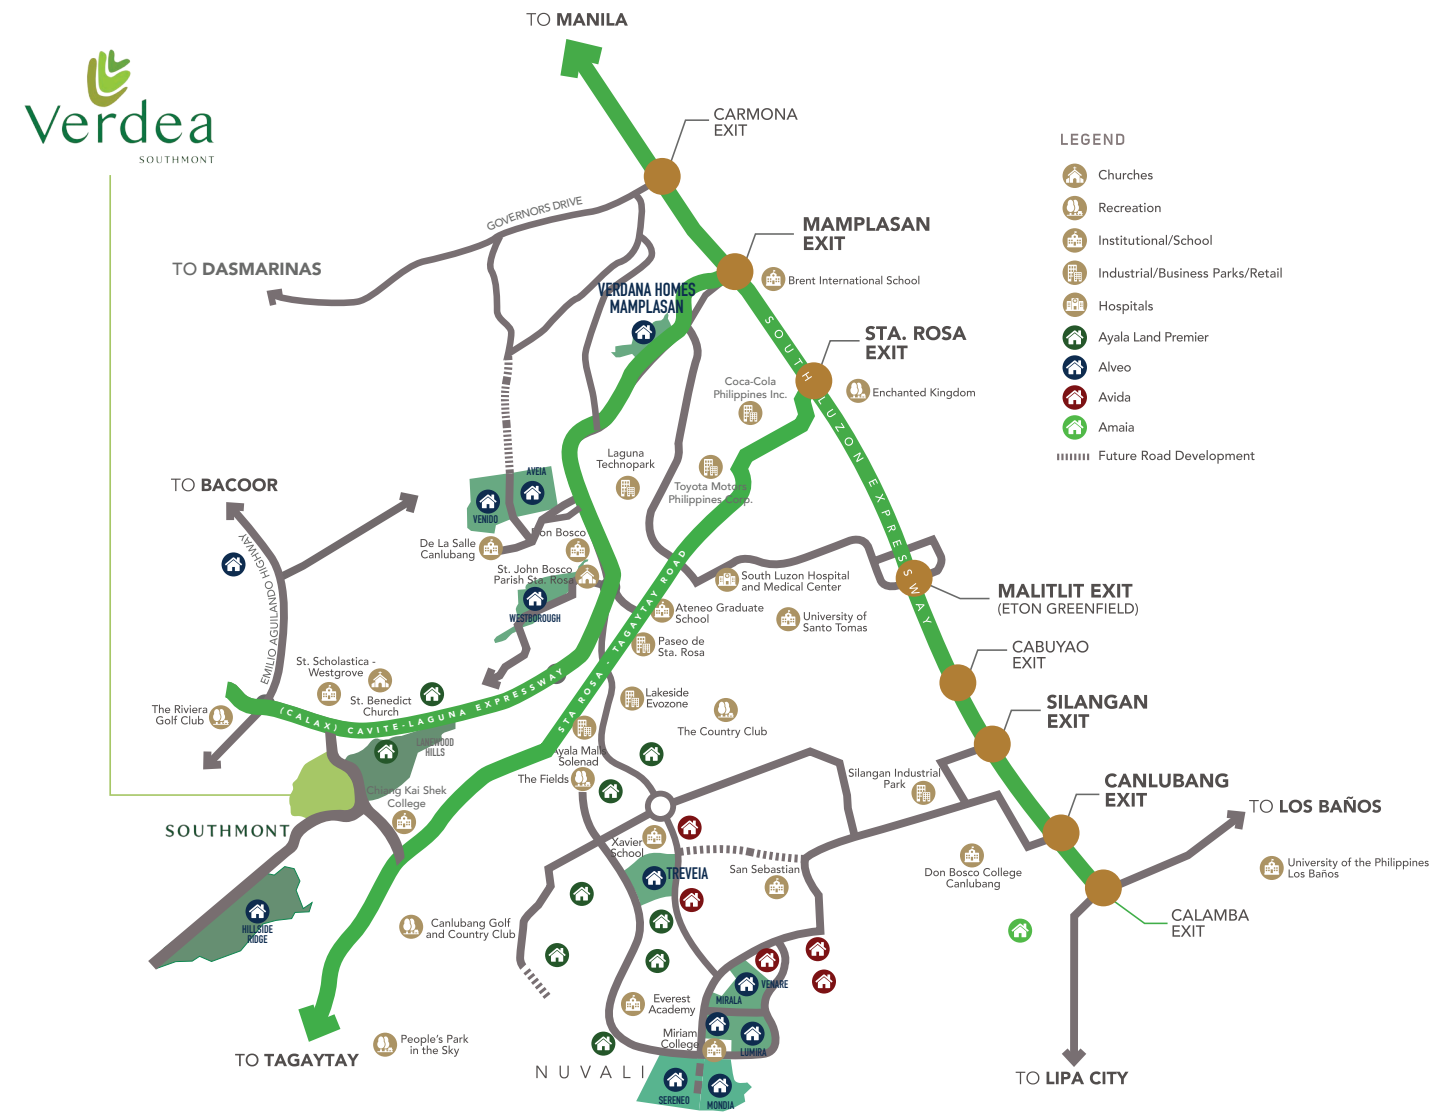 TO MANILA
Verdea
SOUTHMONT
CARMONA
EXIT
LEGEND
Churches
Recreation
Institutional/School
Industrial/Business Parks/Retail
Hospitals
Ayala Land Premier
Alveo
Avida
Amaia
Future Road Development
GOVERNORS DRIVE
MAMPLASAN
EXIT
TO DASMARINAS
Brent International School
VERDANA HOMES
MAMPLASAN
STA. ROSA
EXIT
SOUTH LUZON EXPRESSWAY
Coca-Cola
Philippines Inc.
Enchanted Kingdom
Laguna
Technopark
Toyota Motors
Philippines Corp.
AVEIA
VENIDO
TO BACOOR
EMILIO AGUILANDO HIGHWAY
De La Salle
Canlubang
Don Bosco
St. John Bosco
Parish Sta. Rosa
WESTBOROUGH
South Luzon Hospital
and Medical Center
Ateneo Graduate
School
University of
Santo Tomas
MALITLIT EXIT
(ETON GREENFIELD)
Paseo de
Sta. Rosa
CABUYAO
EXIT
St. Scholastica -
Westgrove
St. Benedict
Church
The Riviera
Golf Club
(CALAX) CAVITE-LAGUNA EXPRESSWAY
STA ROSA - TAGAYTAY ROAD
Lakeside
Evozone
The Country Club
SILANGAN
EXIT
LAKEWOOD
HILLS
Ayala Malls
Solenad
The Fields
Silangan Industrial
Park
CANLUBANG
EXIT
TO LOS BAÑOS
Chiang Kai Shek
College
SOUTHMONT
Xavier
School
TREVEIA
San Sebastian
Don Bosco College
Canlubang
University of the Philippines
Los Baños
HILLSIDE
RIDGE
Canlubang Golf
and Country Club
CALAMBA
EXIT
VENARE
MIRALA
Everest
Academy
Miriam
College
LUMIRA
People's Park
in the Sky
TO TAGAYTAY
NUVALI
SERENEO
MONDIA
TO LIPA CITY